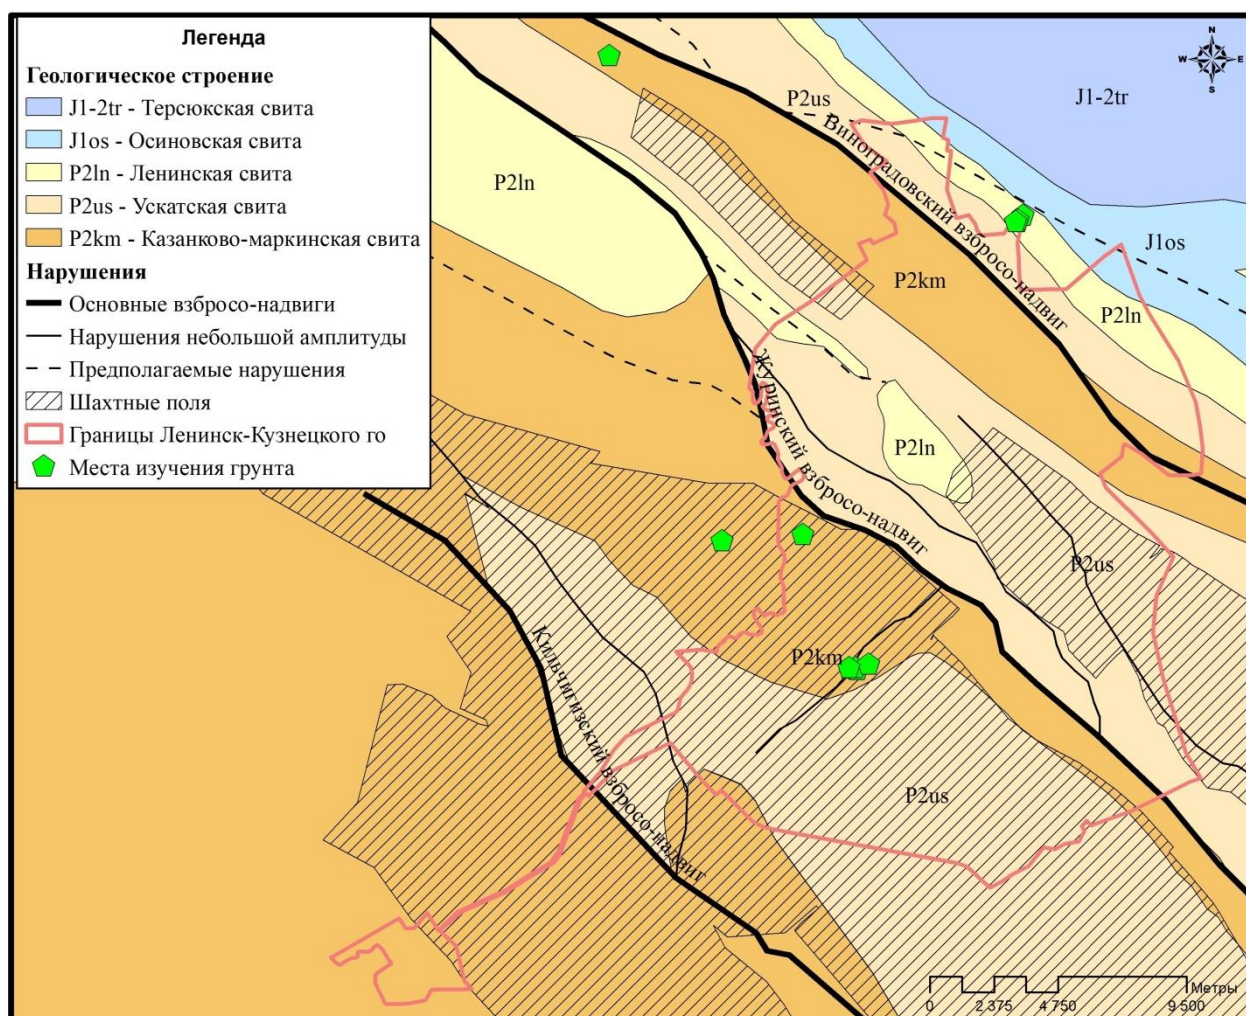 Легенда
Геологическое строение
J1-2tr - Терсюкская свита
J1os - Осиновская свита
P2ln - Ленинская свита
P2us - Ускатская свита
P2km - Казанково-маркинская свита
Нарушения
Основные взбросо-надвиги
Нарушения небольшой амплитуды
Предполагаемые нарушения
Шахтные поля
Границы Ленинск-Кузнецкого го
Места изучения грунта
N
W E
S
P2us
J1-2tr
Виноградовский взбросо-надвиг
P2ln
J1os
P2km
P2ln
Журинский взбросо-надвиг
P2ln
P2us
Кильчигизский взбросо-надвиг
P2km
P2us
Метры
0 2 375 4 750 9 500